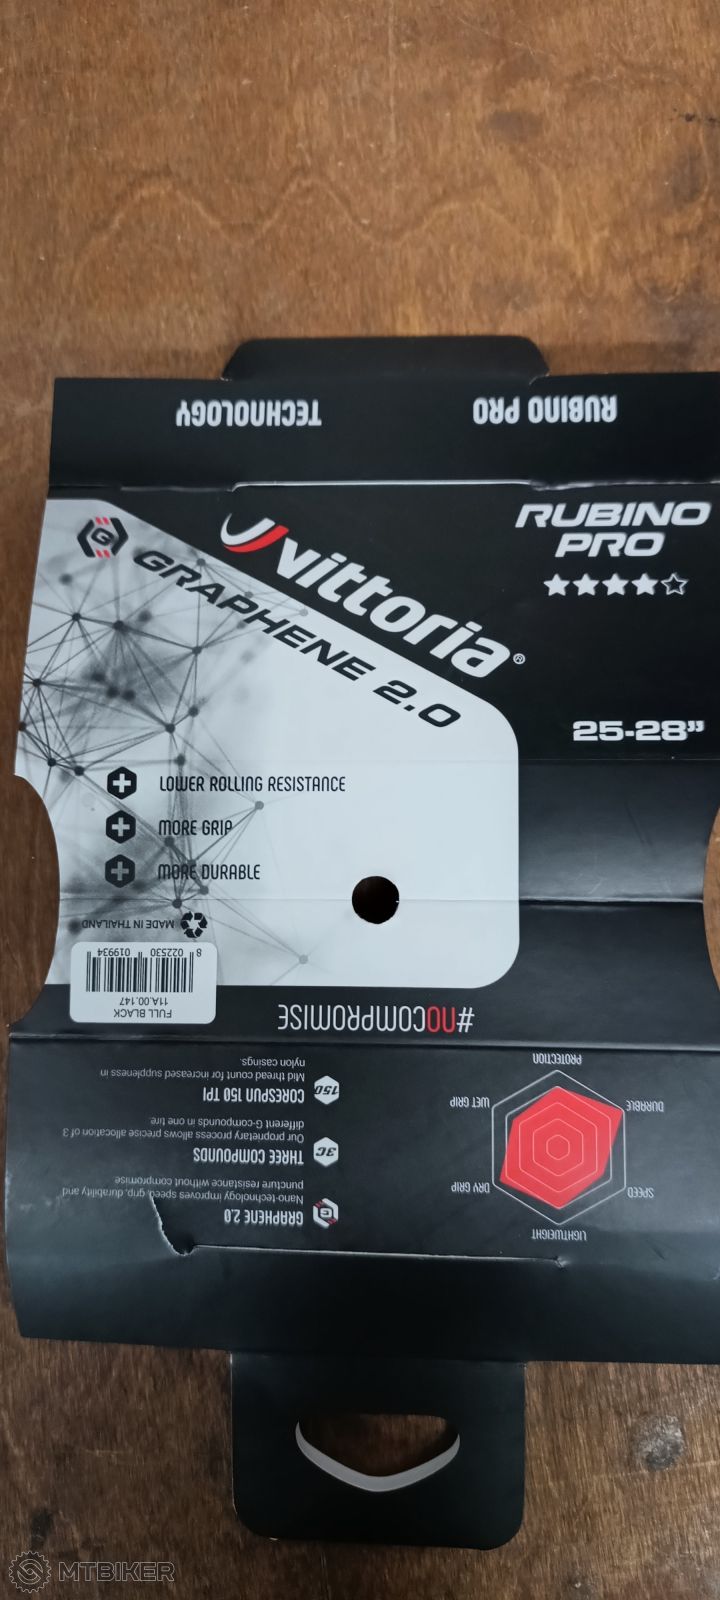 TECHNOLOGY
RUBINO PRO
vittoria®
RUBINO
PRO
G
GRAPHENE 2.0
25-28”
LOWER ROLLING RESISTANCE
MORE GRIP
MORE DURABLE
MADE IN THAILAND
8 022530 019934
11A.00.147
FULL BLACK
#NOCOMPROMISE
G
GRAPHENE 2.0
Nano-technology improves speed, grip, durability and
puncture resistance without compromise
3C
THREE COMPOUNDS
Our proprietary process allows precise allocation of 3
different G-compounds in one tire.
150
CORESPUN 150 TPI
Mid thread count for increased suppleness in
nylon casings.
LIGHTWEIGHT
SPEED
DRY GRIP
DURABLE
WET GRIP
PROTECTION
MTBIKER